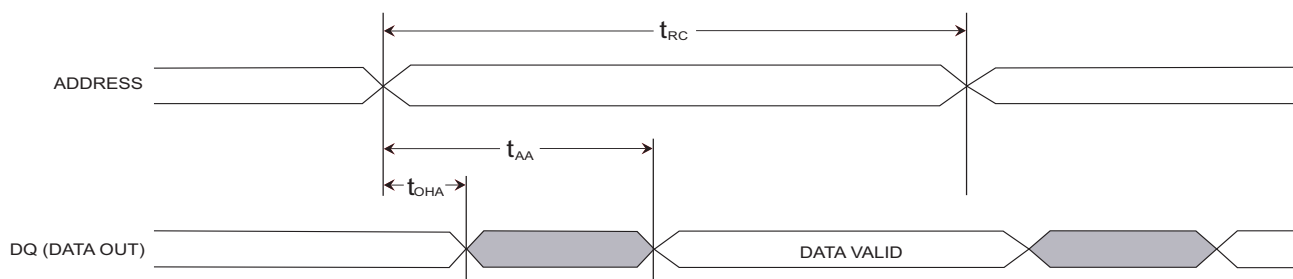 tRC
ADDRESS
tAA
tOHA
DQ (DATA OUT)
DATA VALID